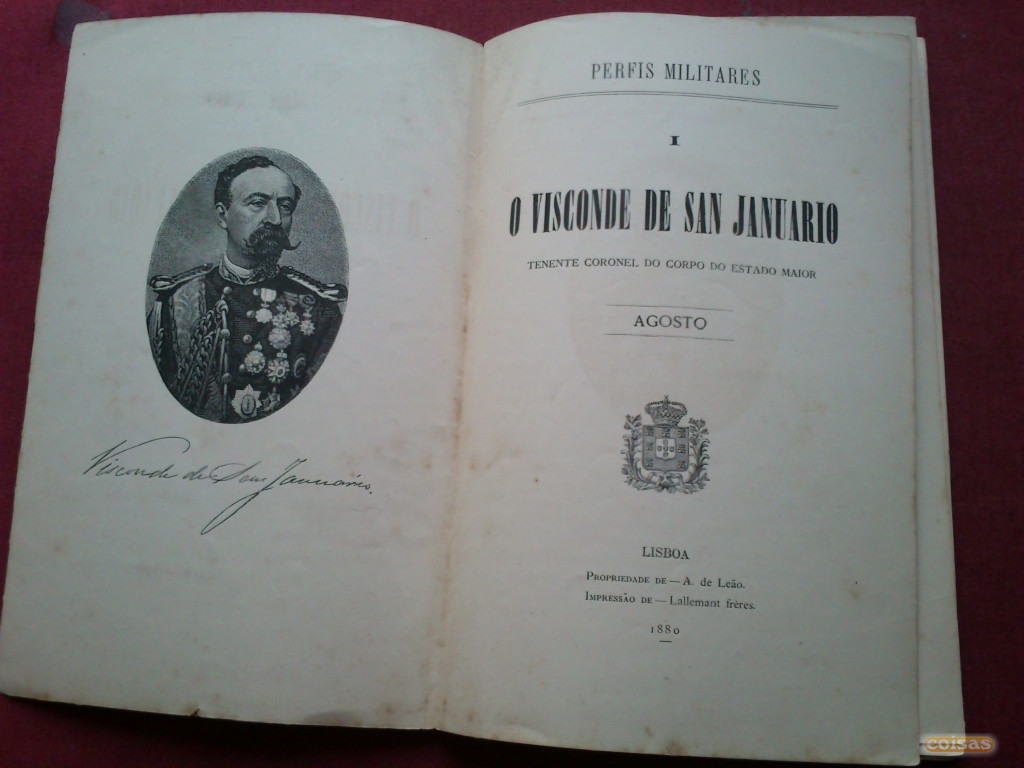 Visconde de San Januário.
PERFIS MILITARES
I
O VISCONDE DE SAN JANUARIO
TENENTE CORONEL DO CORPO DO ESTADO MAIOR
AGOSTO
LISBOA
PROPRIEDADE DE — A. de Leão.
IMPRESSÃO DE — Lallemant frères.
1880
coisas